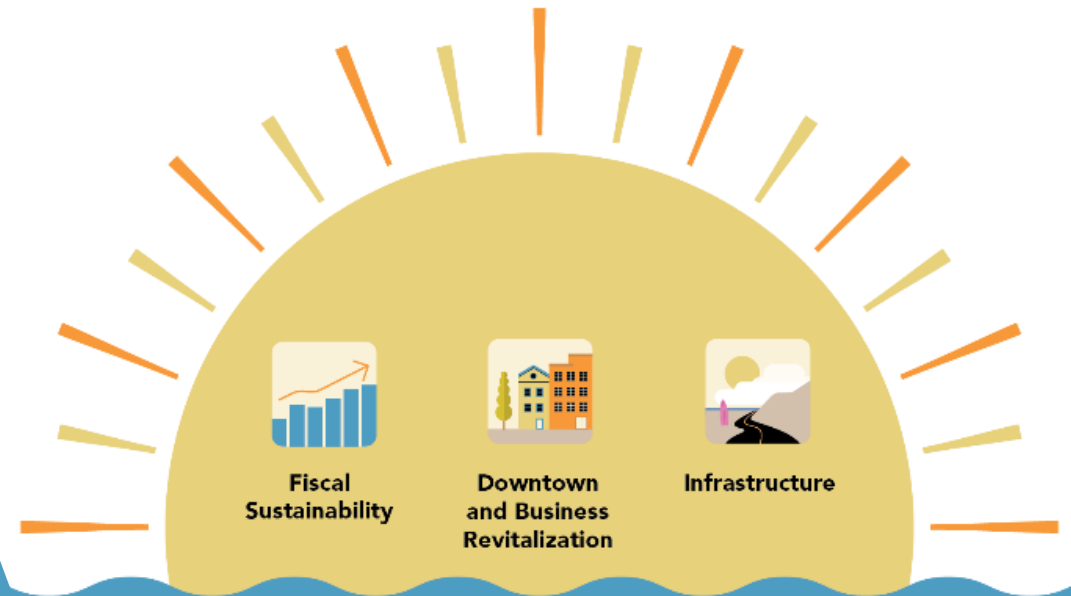 Fiscal
Sustainability
Downtown
and Business
Revitalization
Infrastructure